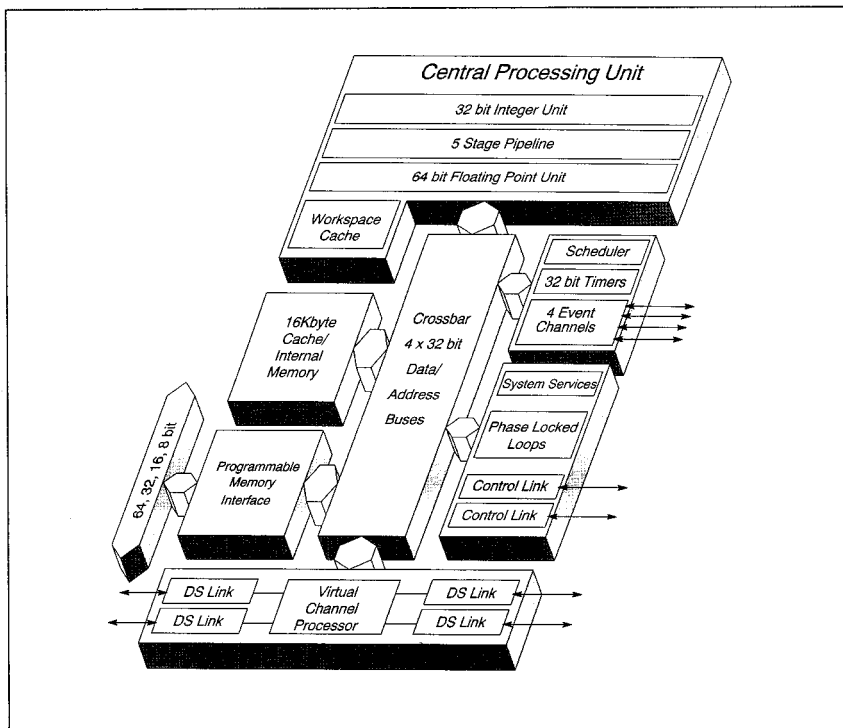 Central Processing Unit
32 bit Integer Unit
5 Stage Pipeline
64 bit Floating Point Unit
Workspace
Cache
Scheduler
32 bit Timers
4 Event
Channels
16Kbyte
Cache/
Internal
Memory
Crossbar
4 x 32 bit
Data/
Address
Buses
System Services
Phase Locked
Loops
Control Link
Control Link
64, 32, 16, 8 bit
Programmable
Memory
Interface
DS Link
DS Link
Virtual
Channel
Processor
DS Link
DS Link